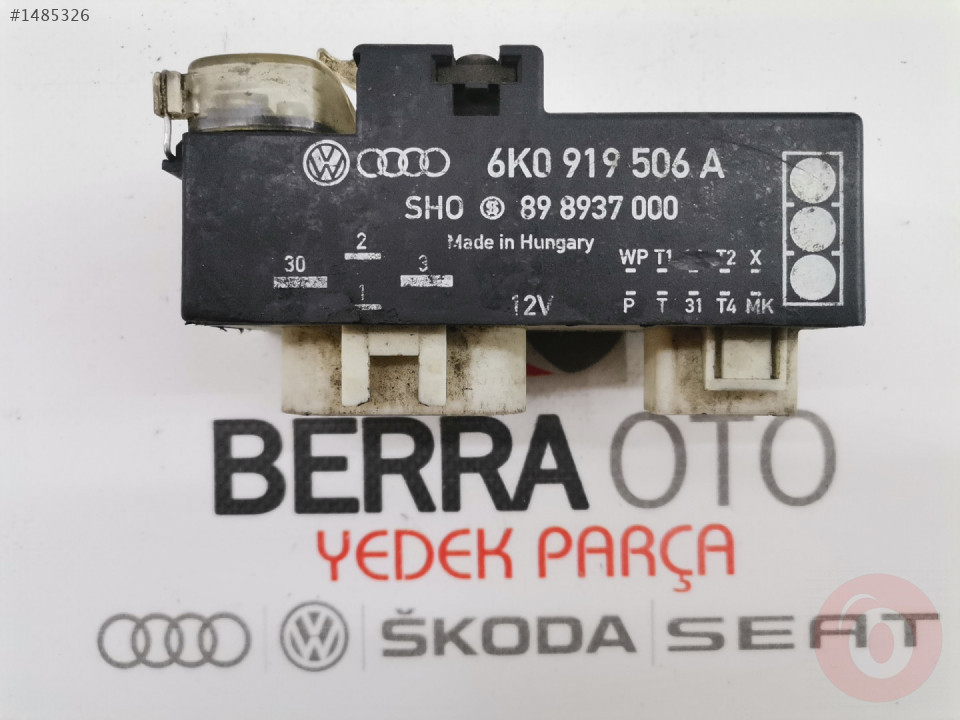 #1485326
6K0 919 506 A
SHO 89 8937 000
Made in Hungary
2
30
3
1
12V
WP T1 T2 X
P T 31 T4 MK
BERRA OTO
YEDEK PARÇA
ŠKODA SEAT